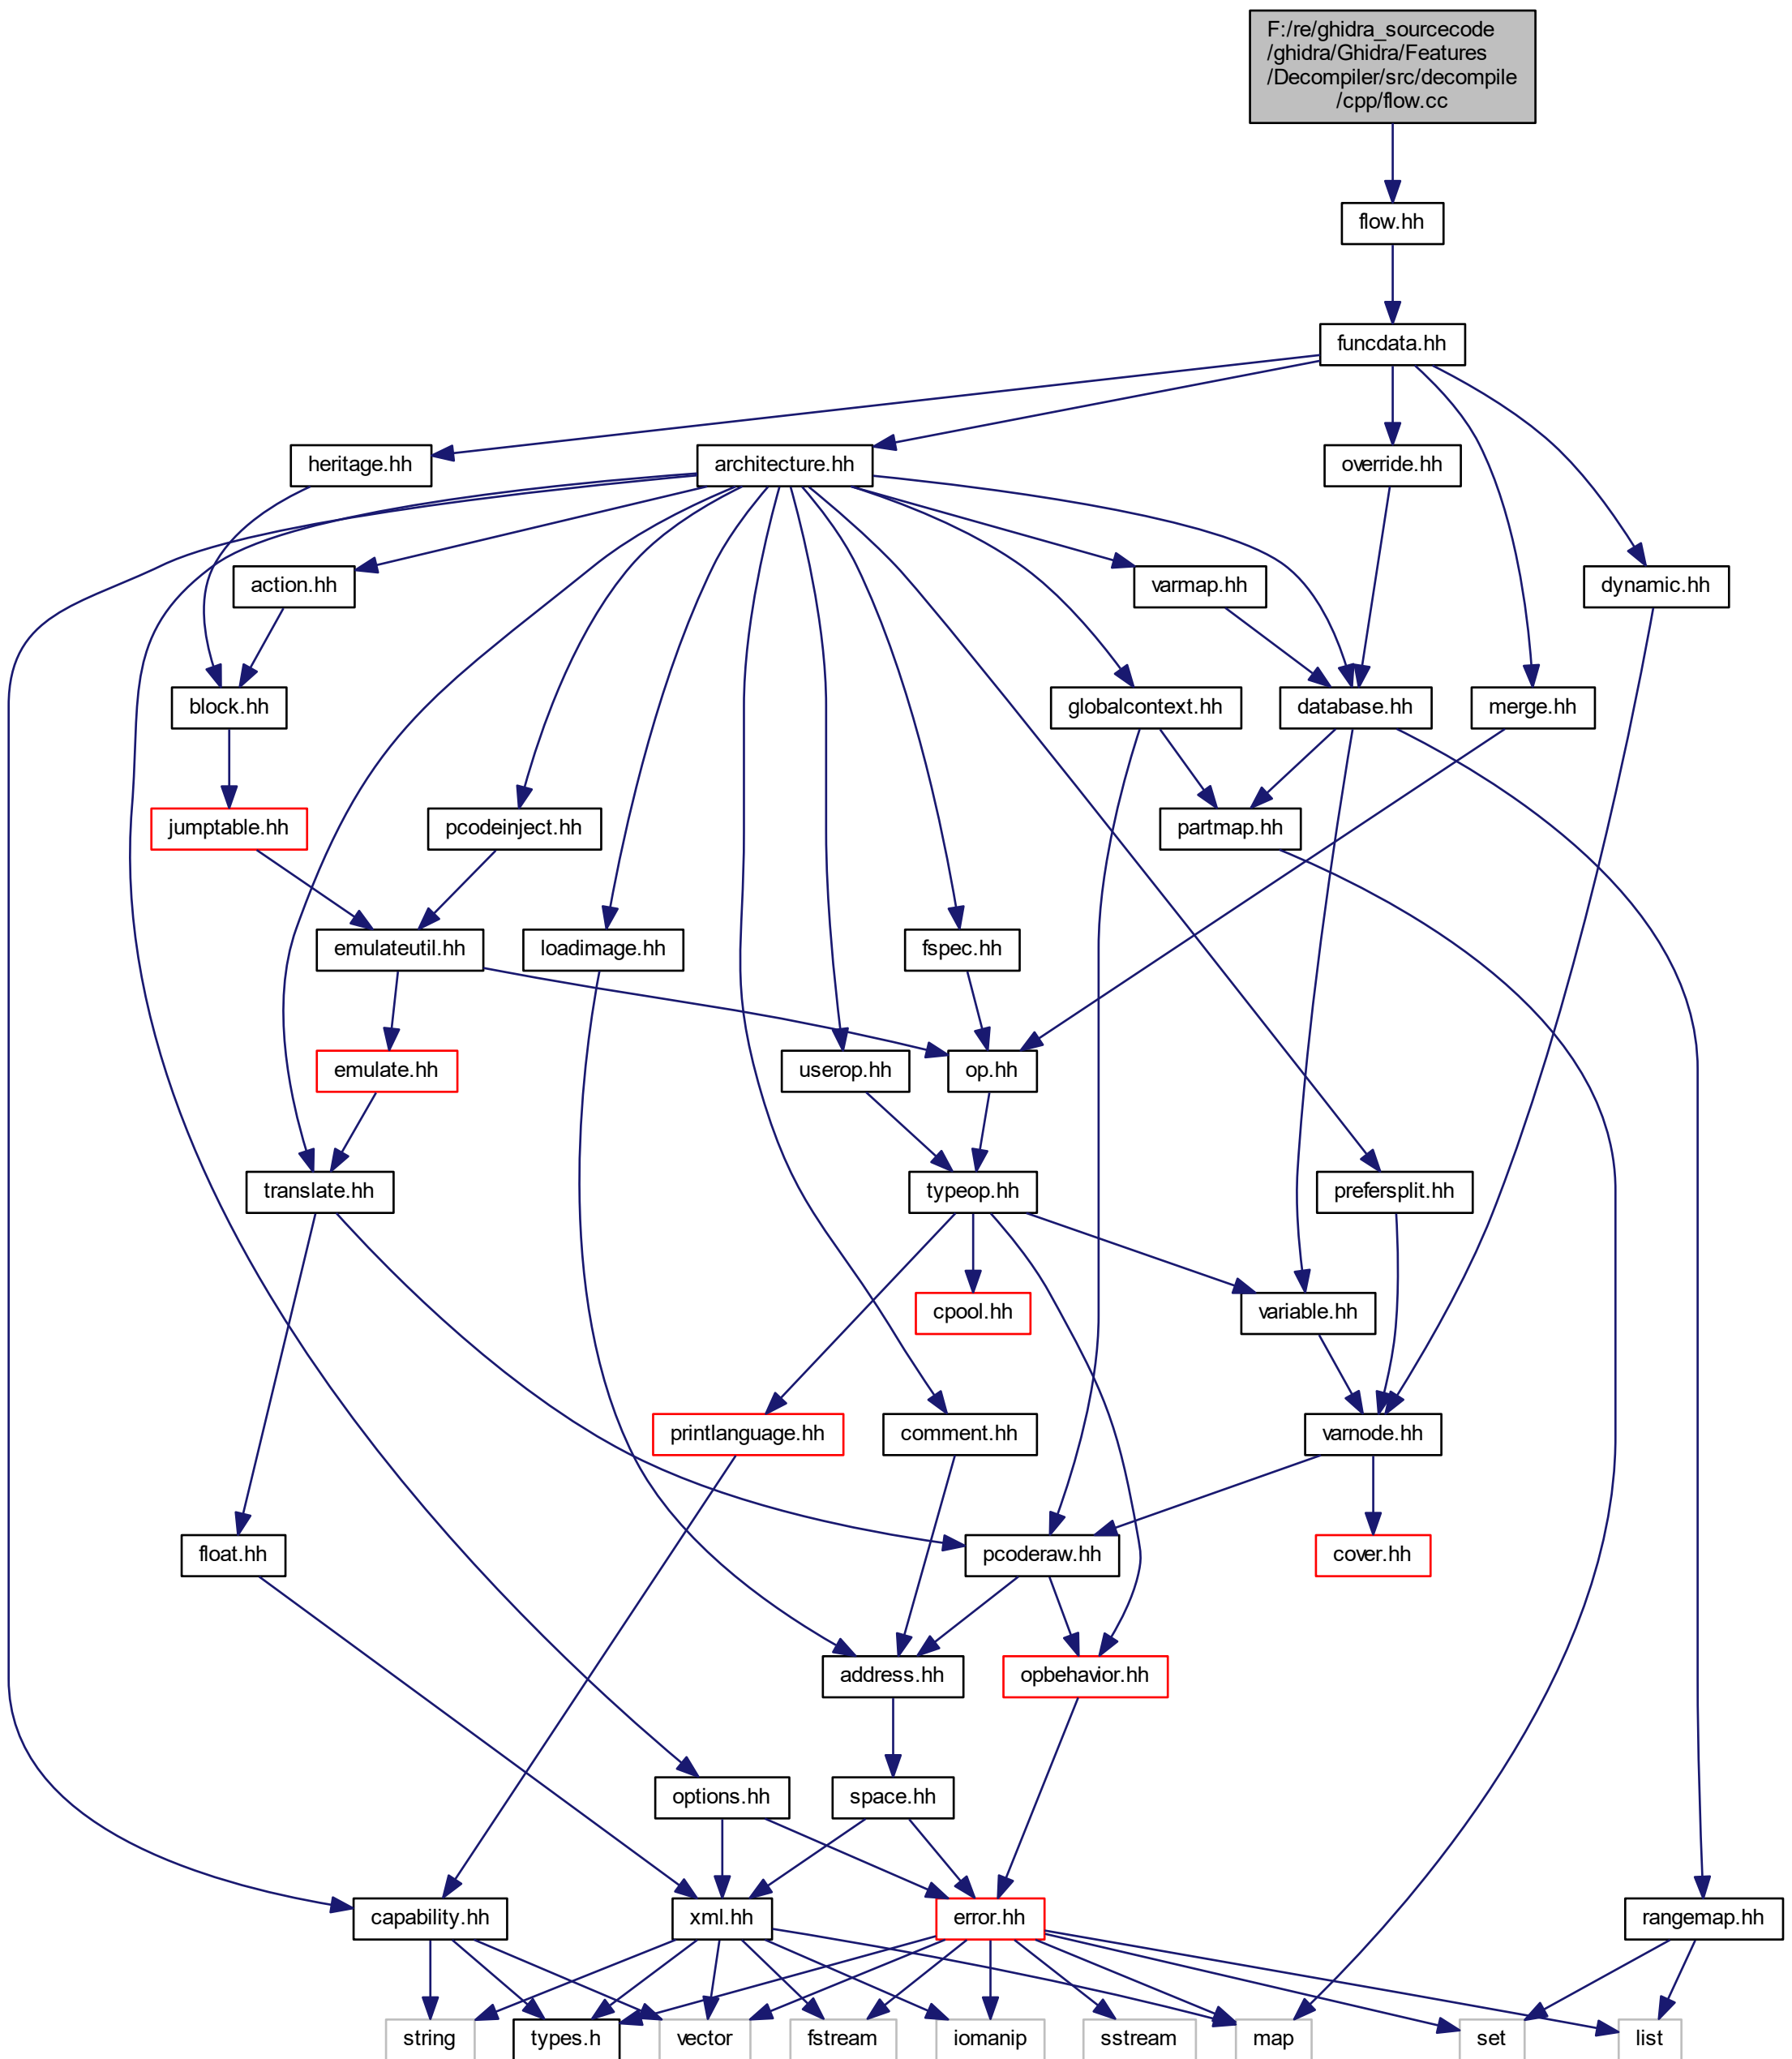 F:/re/ghidra_sourcecode
/ghidra/Ghidra/Features
/Decompiler/src/decompile
/cpp/flow.cc
flow.hh
funcdata.hh
heritage.hh
architecture.hh
override.hh
action.hh
varmap.hh
dynamic.hh
block.hh
globalcontext.hh
database.hh
merge.hh
jumptable.hh
pcodeinject.hh
partmap.hh
emulateutil.hh
loadimage.hh
fspec.hh
emulate.hh
userop.hh
op.hh
translate.hh
typeop.hh
prefersplit.hh
cpool.hh
variable.hh
printlanguage.hh
comment.hh
varnode.hh
float.hh
pcoderaw.hh
cover.hh
address.hh
opbehavior.hh
options.hh
space.hh
capability.hh
xml.hh
error.hh
rangemap.hh
string
types.h
vector
fstream
iomanip
sstream
map
set
list